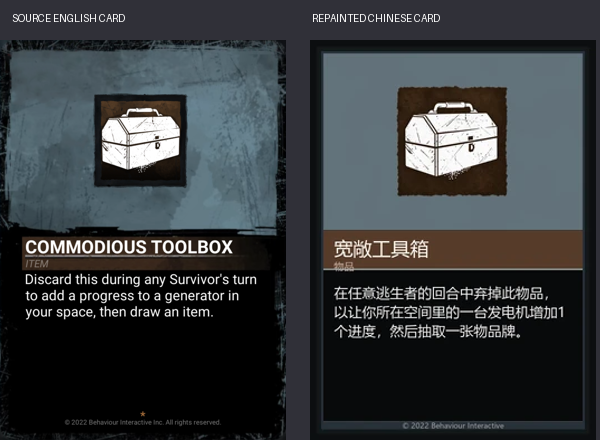 SOURCE ENGLISH CARD
COMMODIOUS TOOLBOX
ITEM
Discard this during any Survivor's turn
to add a progress to a generator in
your space, then draw an item.
© 2022 Behaviour Interactive Inc. All rights reserved.
REPAINTED CHINESE CARD
宽敞工具箱
物品
在任意逃生者的回合中弃掉此物品，
以让你所在空间里的一台发电机增加1
个进度，然后抽取一张物品牌。
© 2022 Behaviour Interactive